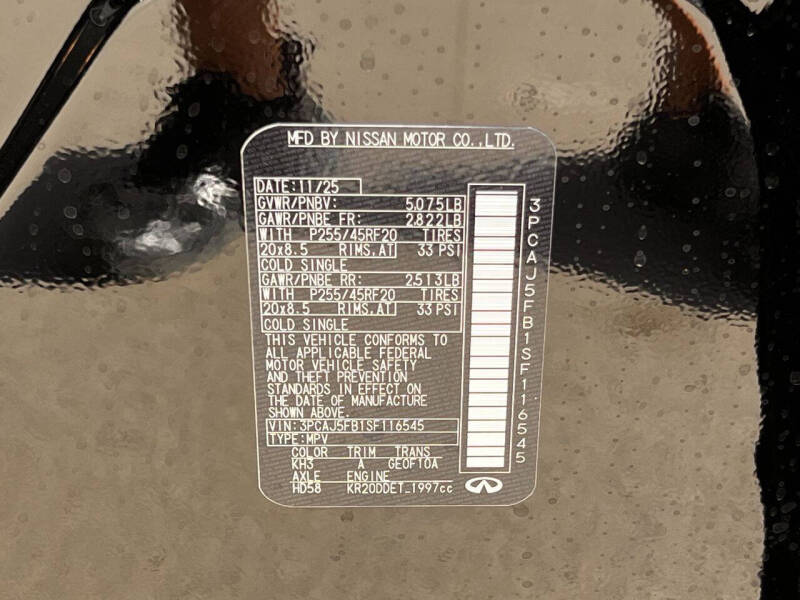 MFD BY NISSAN MOTOR CO.,LTD.
DATE:11/25
GVWR/PNBV: 5,075LB
GAWR/PNBE FR: 2,822LB
WITH P255/45RF20 TIRES
20x8.5 RIMS.AT 33 PSI
COLD SINGLE
GAWR/PNBE RR: 2,513LB
WITH P255/45RF20 TIRES
20x8.5 RIMS.AT 33 PSI
COLD SINGLE
THIS VEHICLE CONFORMS TO
ALL APPLICABLE FEDERAL
MOTOR VEHICLE SAFETY
AND THEFT PREVENTION
STANDARDS IN EFFECT ON
THE DATE OF MANUFACTURE
SHOWN ABOVE.
VIN:3PCAJ5FB1SF116545
TYPE:MPV
COLOR TRIM TRANS
KH3 A GE0F10A
AXLE ENGINE
HD58 KR20DDET_1997cc
3PCAJ5FB1SF116545